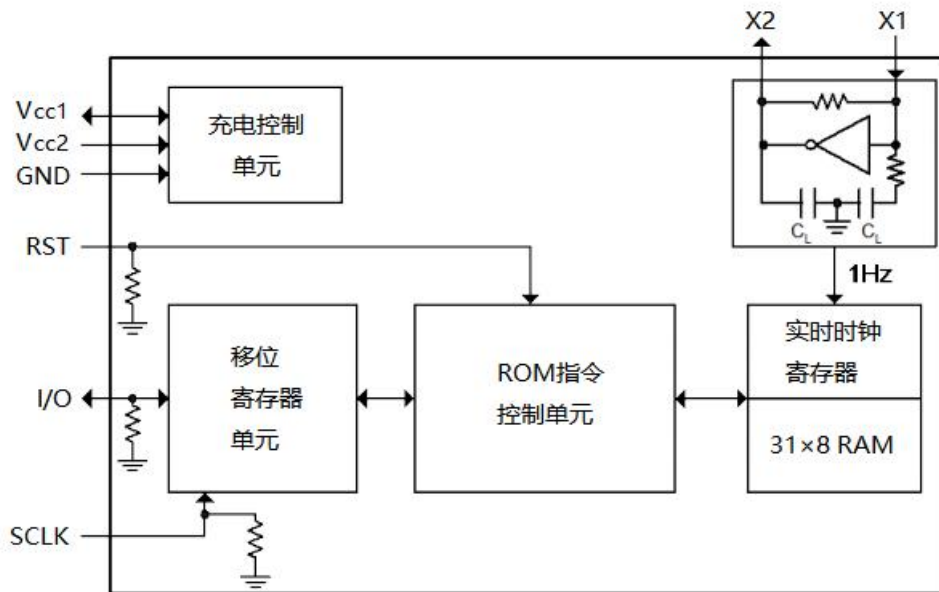 X2
X1
Vcc1
Vcc2
GND
充电控制
单元
C_L
C_L
RST
1Hz
移位
寄存器
单元
ROM指令
控制单元
实时时钟
寄存器
31×8 RAM
I/O
SCLK